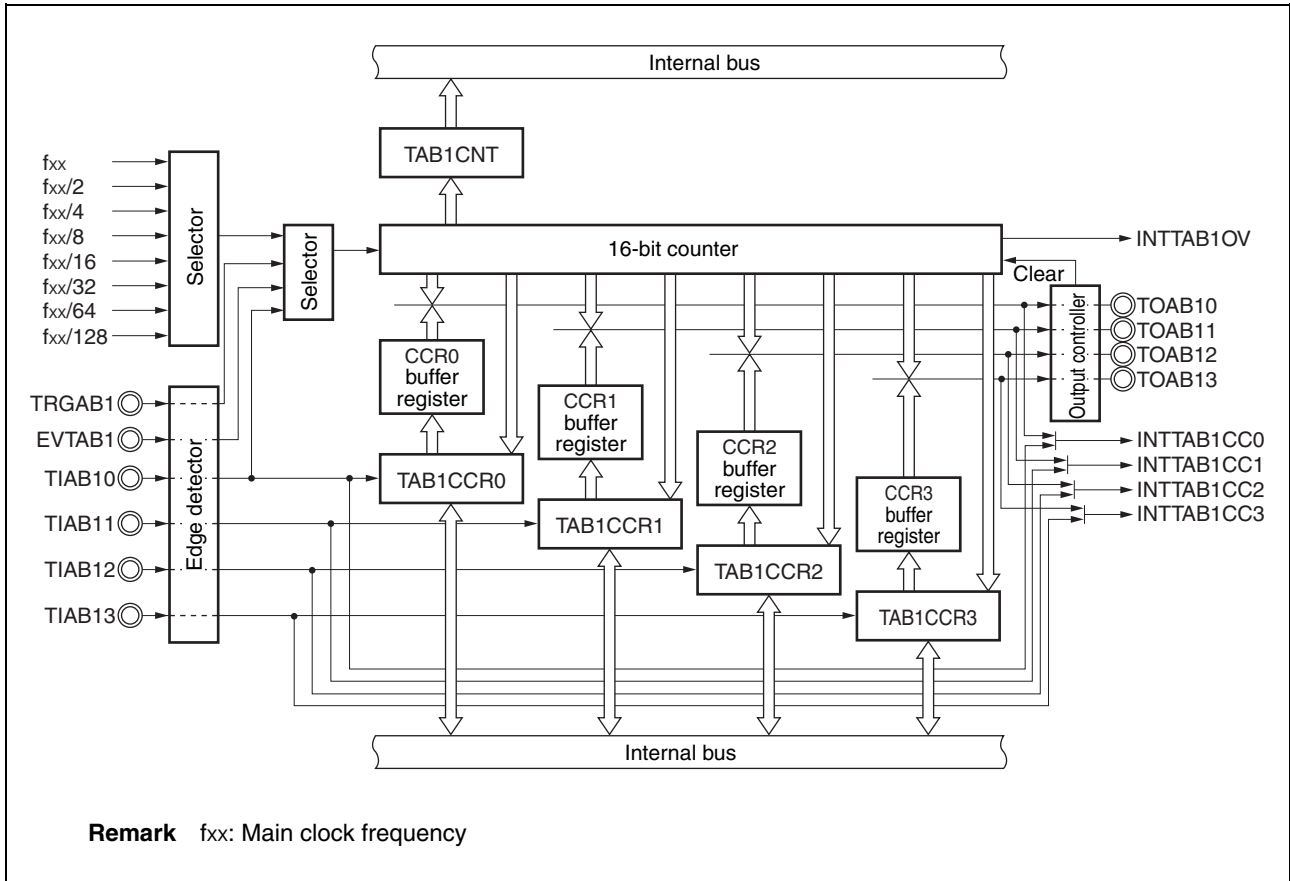 Internal bus
TAB1CNT
fxx
fxx/2
fxx/4
fxx/8
fxx/16
fxx/32
fxx/64
fxx/128
Selector
Selector
16-bit counter
INTTAB1OV
Clear
Output controller
TOAB10
TOAB11
TOAB12
TOAB13
CCR0
buffer
register
CCR1
buffer
register
CCR2
buffer
register
CCR3
buffer
register
TRGAB1
EVTAB1
TIAB10
TIAB11
TIAB12
TIAB13
Edge detector
TAB1CCR0
TAB1CCR1
TAB1CCR2
TAB1CCR3
INTTAB1CC0
INTTAB1CC1
INTTAB1CC2
INTTAB1CC3
Internal bus
Remark fxx: Main clock frequency